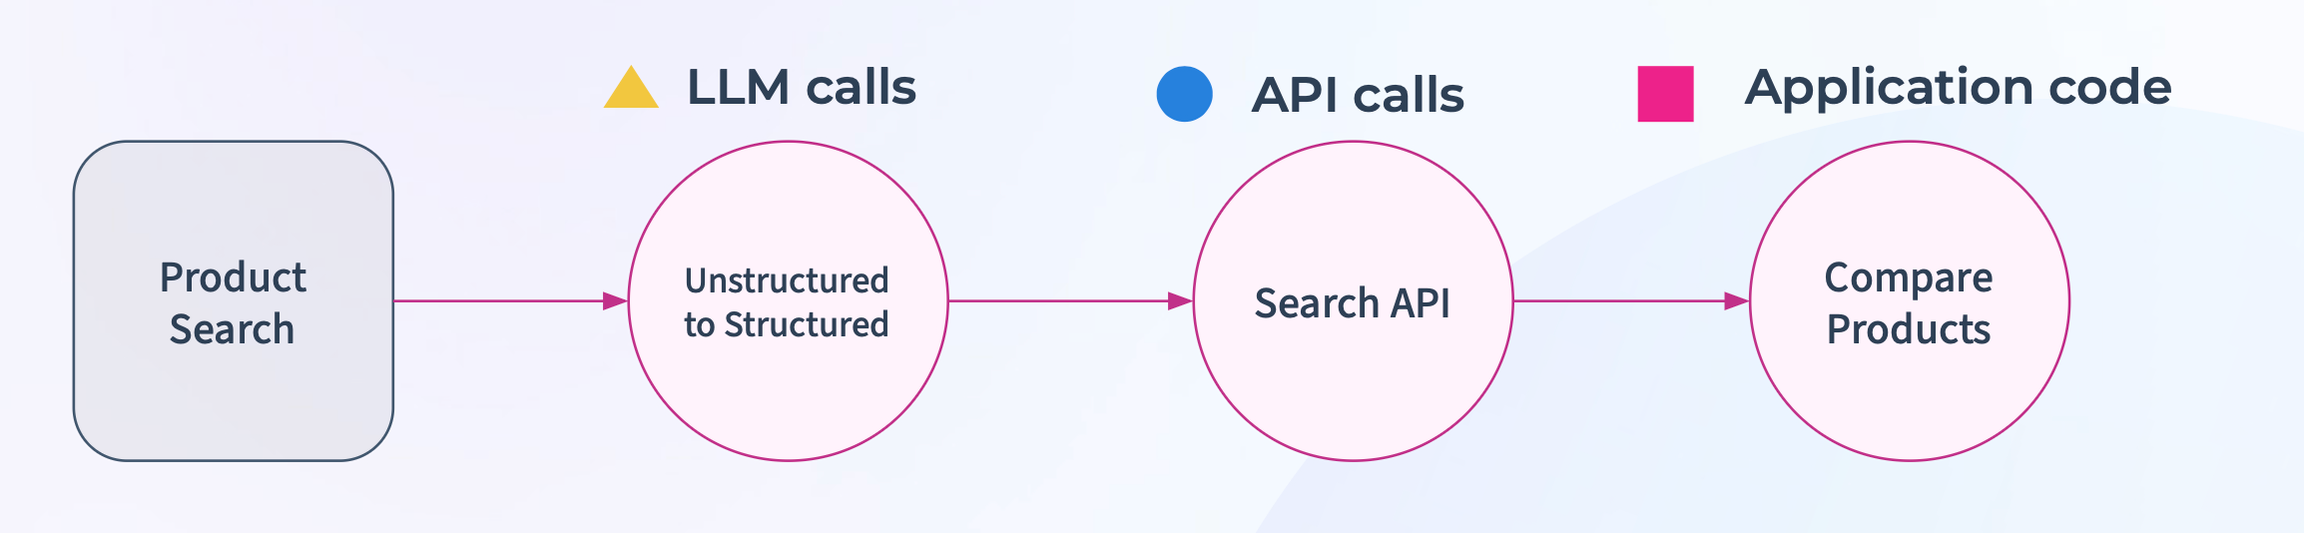 LLM calls
API calls
Application code
Product
Search
Unstructured
to Structured
Search API
Compare
Products